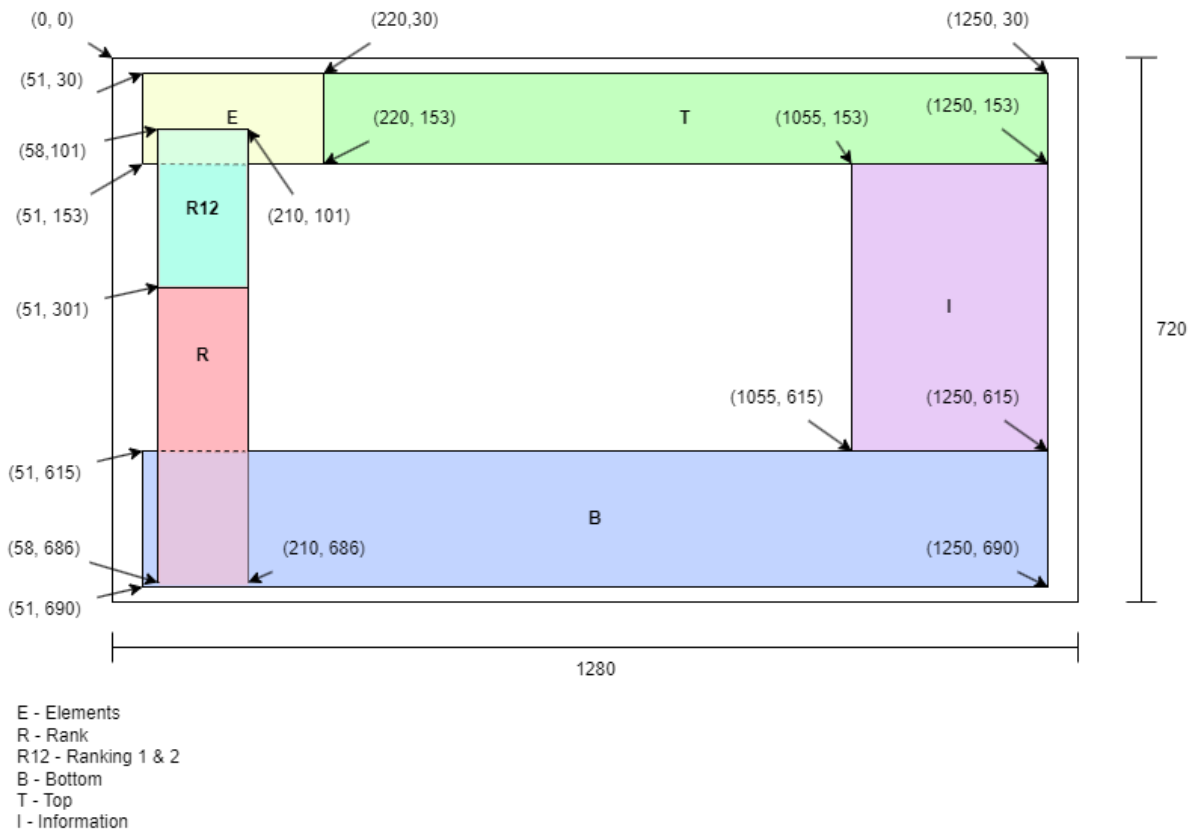 (0, 0)
(220,30)
(1250, 30)
(51, 30)
E
(220, 153)
T
(1055, 153)
(1250, 153)
(58,101)
(51, 153)
R12
(210, 101)
(51, 301)
I
720
R
(1055, 615)
(1250, 615)
(51, 615)
B
(58, 686)
(210, 686)
(1250, 690)
(51, 690)
1280
E - Elements
R - Rank
R12 - Ranking 1 & 2
B - Bottom
T - Top
I - Information